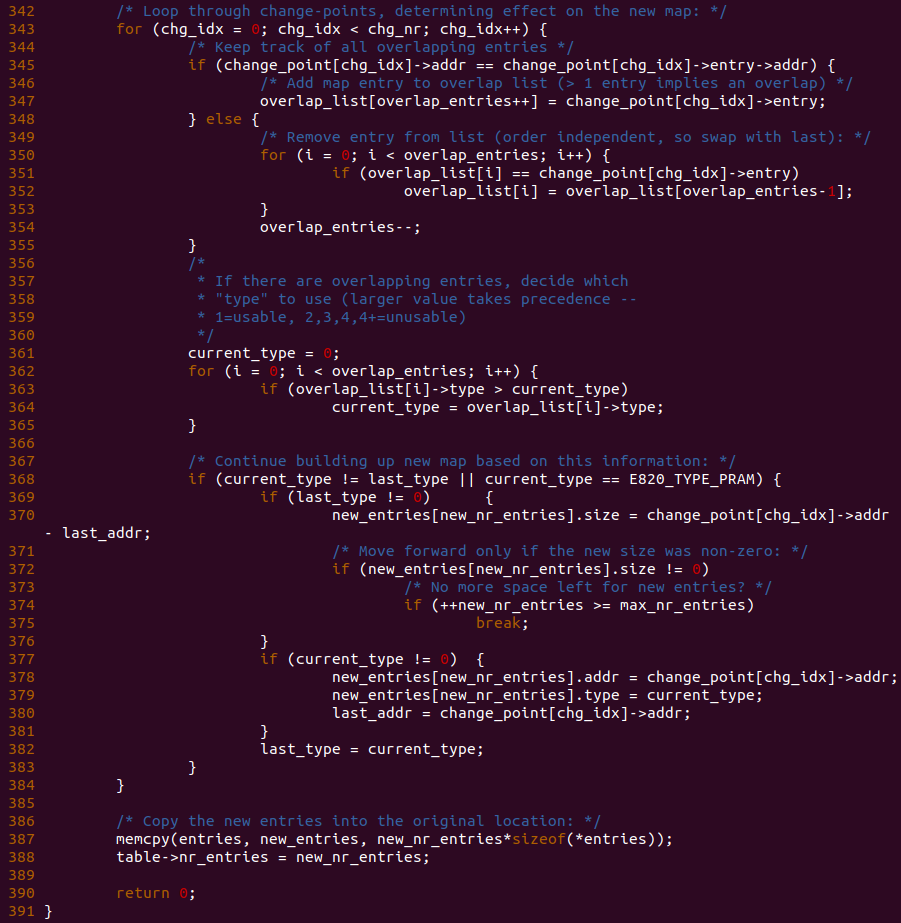 342         /* Loop through change-points, determining effect on the new map: */
343         for (chg_idx = 0; chg_idx < chg_nr; chg_idx++) {
344                 /* Keep track of all overlapping entries */
345                 if (change_point[chg_idx]->addr == change_point[chg_idx]->entry->addr) {
346                         /* Add map entry to overlap list (> 1 entry implies an overlap) */
347                         overlap_list[overlap_entries++] = change_point[chg_idx]->entry;
348                 } else {
349                         /* Remove entry from list (order independent, so swap with last): */
350                         for (i = 0; i < overlap_entries; i++) {
351                                 if (overlap_list[i] == change_point[chg_idx]->entry)
352                                         overlap_list[i] = overlap_list[overlap_entries-1];
353                         }
354                         overlap_entries--;
355                 }
356                 /*
357                  * If there are overlapping entries, decide which
358                  * "type" to use (larger value takes precedence --
359                  * 1=usable, 2,3,4,4+=unusable)
360                  */
361                 current_type = 0;
362                 for (i = 0; i < overlap_entries; i++) {
363                         if (overlap_list[i]->type > current_type)
364                                 current_type = overlap_list[i]->type;
365                 }
366
367                 /* Continue building up new map based on this information: */
368                 if (current_type != last_type || current_type == E820_TYPE_PRAM) {
369                         if (last_type != 0)      {
370                                 new_entries[new_nr_entries].size = change_point[chg_idx]->addr
- last_addr;
371                                 /* Move forward only if the new size was non-zero: */
372                                 if (new_entries[new_nr_entries].size != 0)
373                                         /* No more space left for new entries? */
374                                         if (++new_nr_entries >= max_nr_entries)
375                                                 break;
376                         }
377                         if (current_type != 0)  {
378                                 new_entries[new_nr_entries].addr = change_point[chg_idx]->addr;
379                                 new_entries[new_nr_entries].type = current_type;
380                                 last_addr = change_point[chg_idx]->addr;
381                         }
382                         last_type = current_type;
383                 }
384         }
385
386         /* Copy the new entries into the original location: */
387         memcpy(entries, new_entries, new_nr_entries*sizeof(*entries));
388         table->nr_entries = new_nr_entries;
389
390         return 0;
391 }